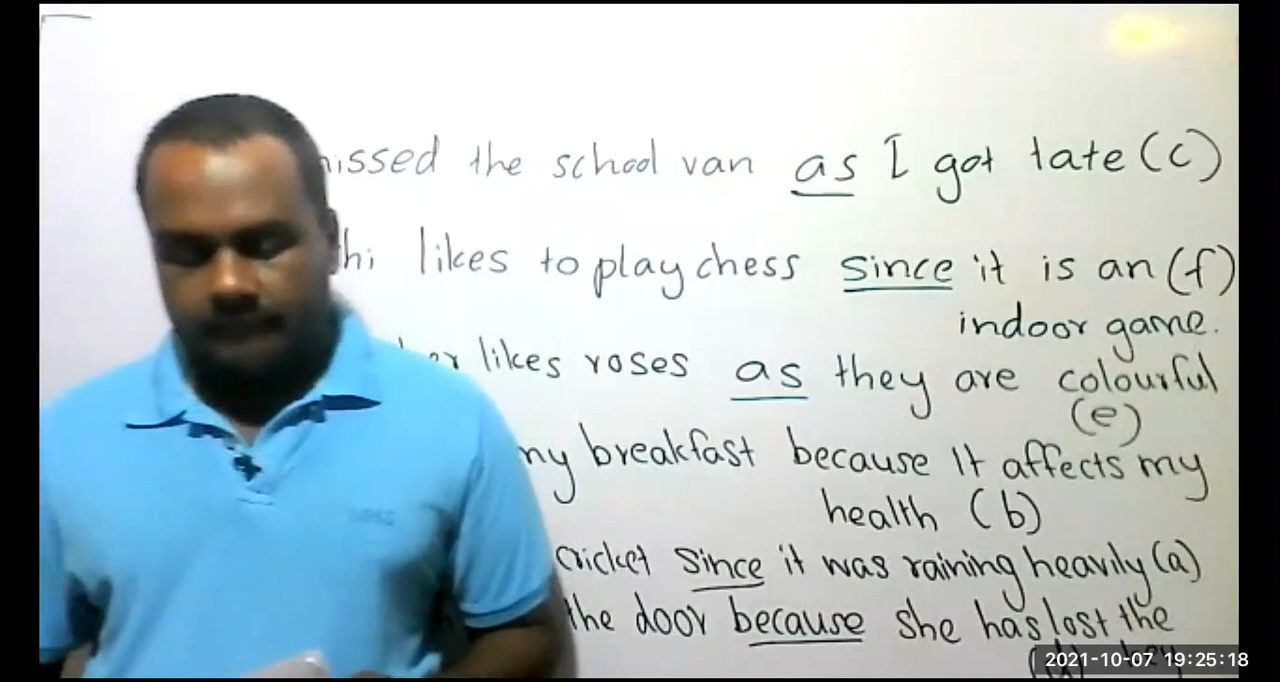 missed the school van as I got late (c)
hi likes to play chess since it is an (f)
indoor game.
likes roses as they are colourful
(e)
my breakfast because It affects my
health (b)
cricket since it was raining heavily (a)
the door because she has lost the
(d) key
2021-10-07 19:25:18